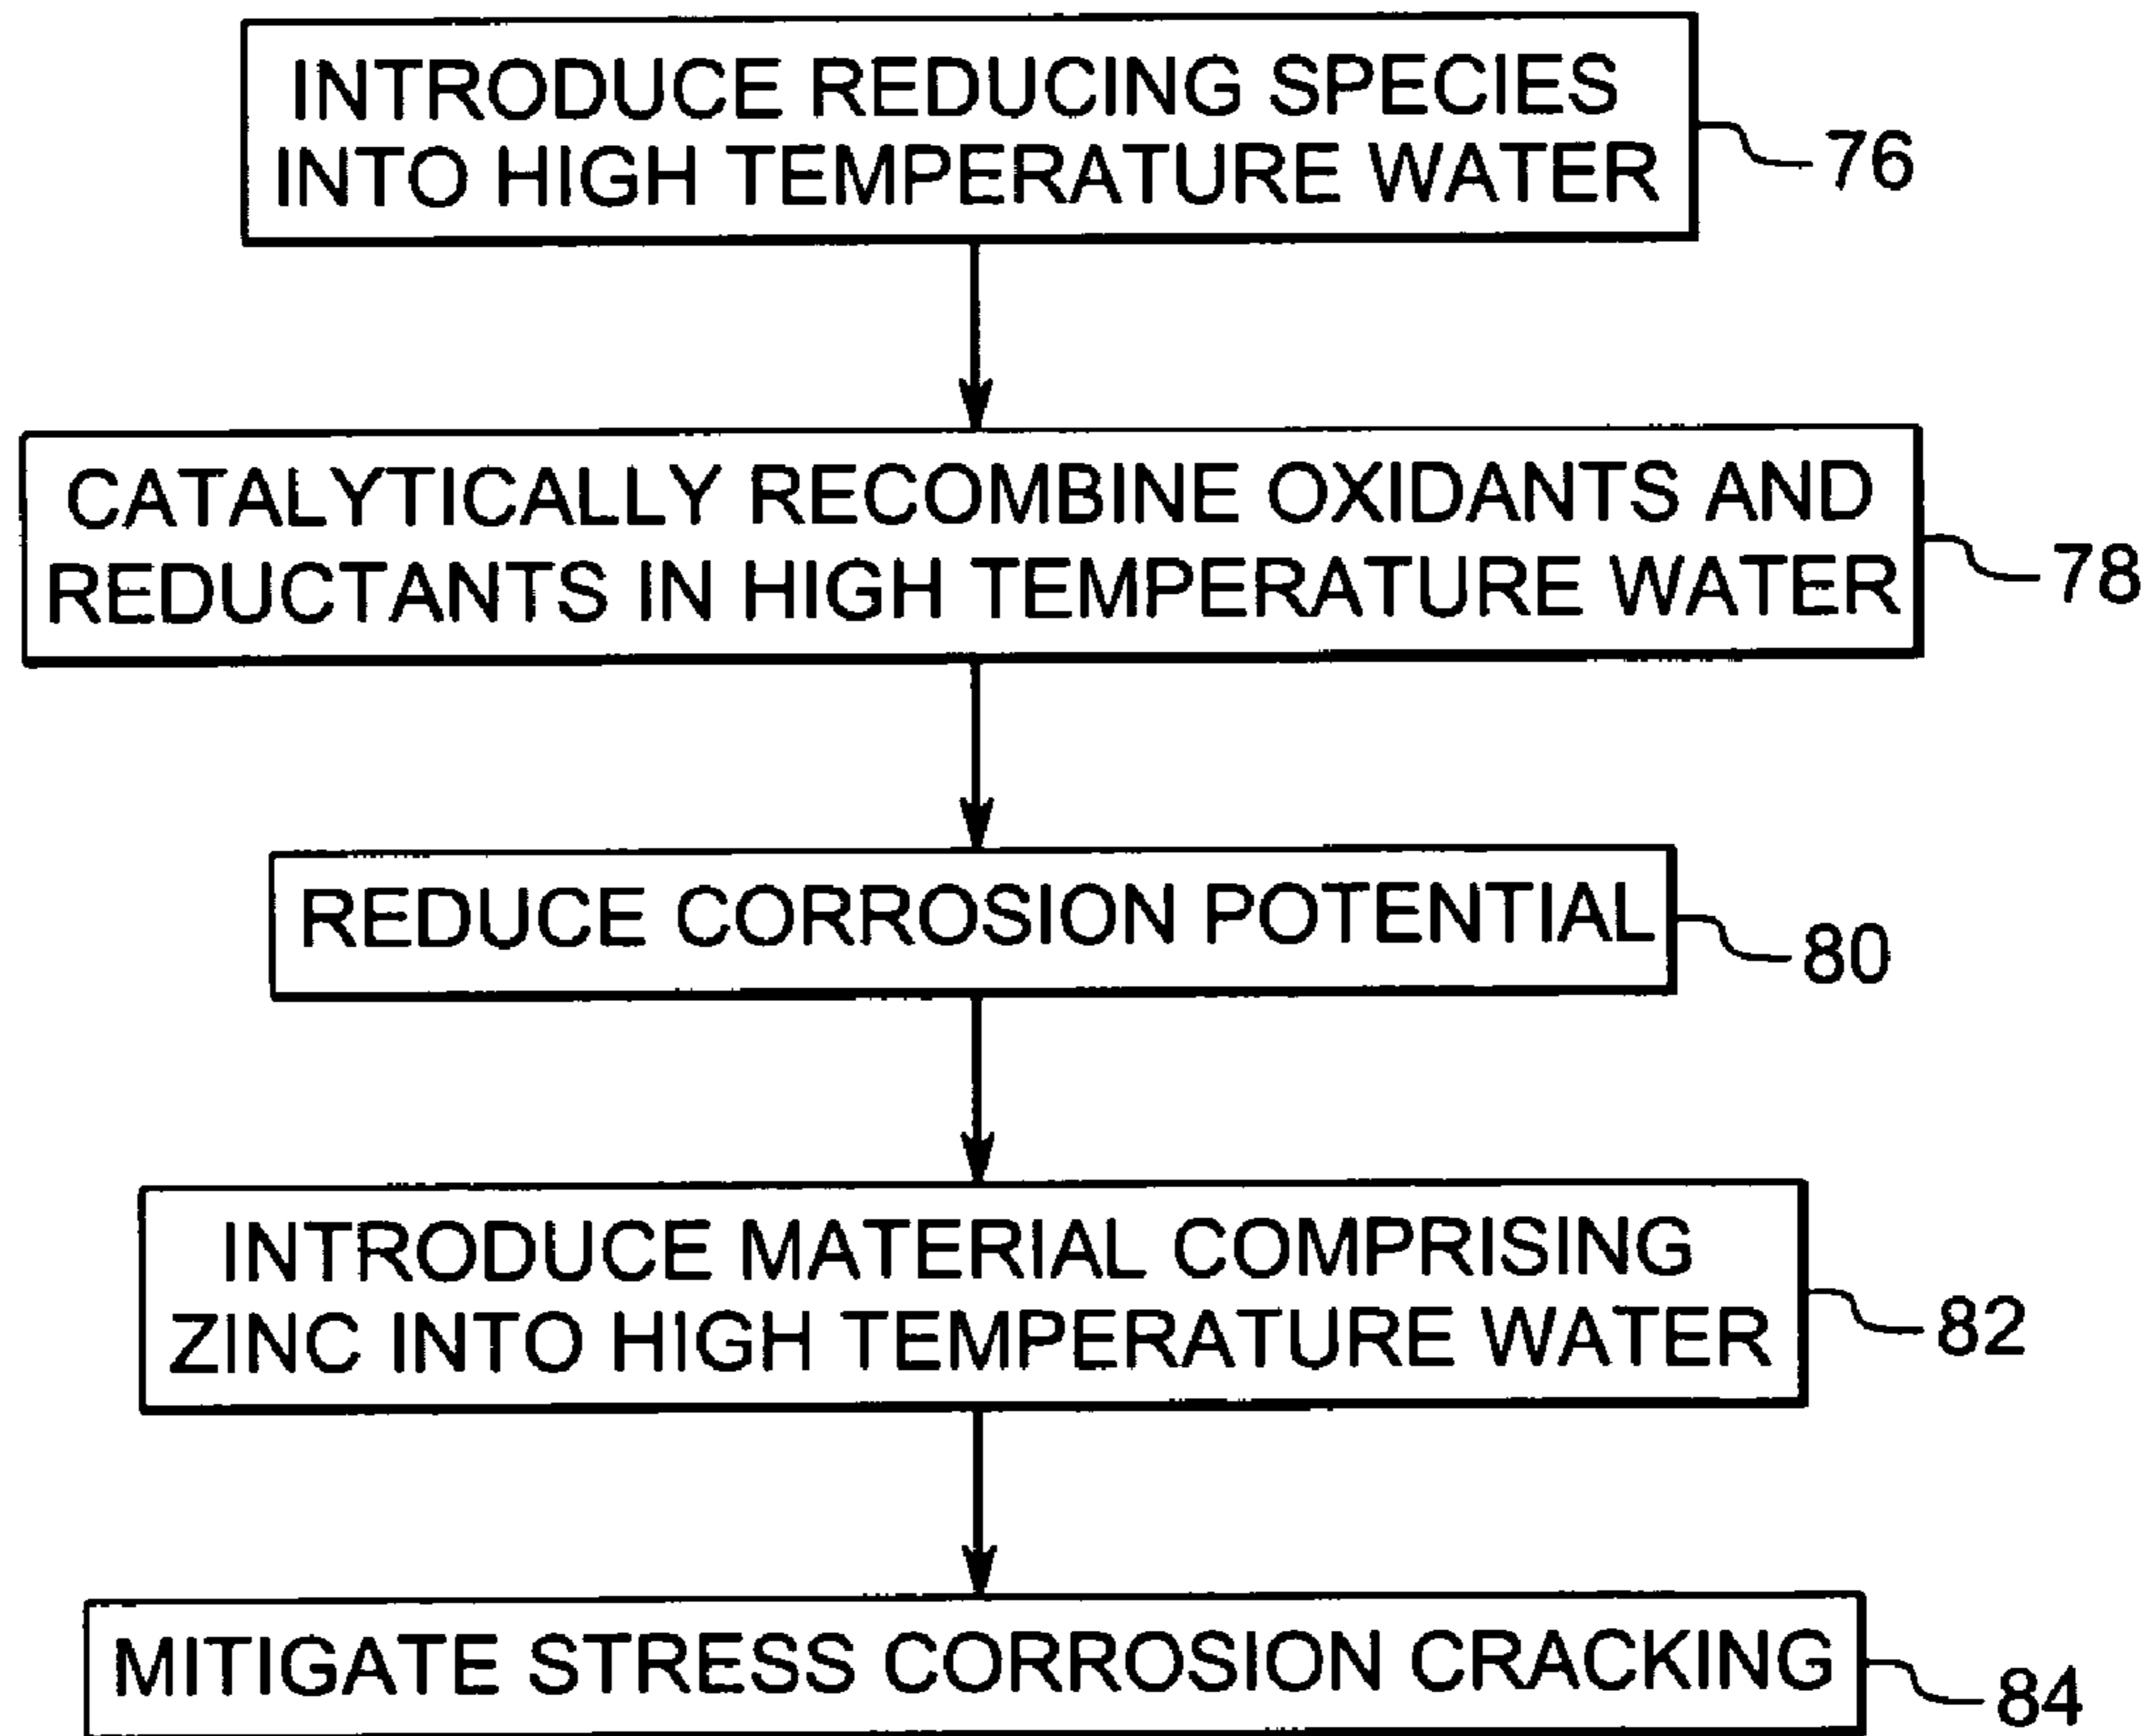 INTRODUCE REDUCING SPECIES
INTO HIGH TEMPERATURE WATER
76
CATALYTICALLY RECOMBINE OXIDANTS AND
REDUCTANTS IN HIGH TEMPERATURE WATER
78
REDUCE CORROSION POTENTIAL
80
INTRODUCE MATERIAL COMPRISING
ZINC INTO HIGH TEMPERATURE WATER
82
MITIGATE STRESS CORROSION CRACKING
84